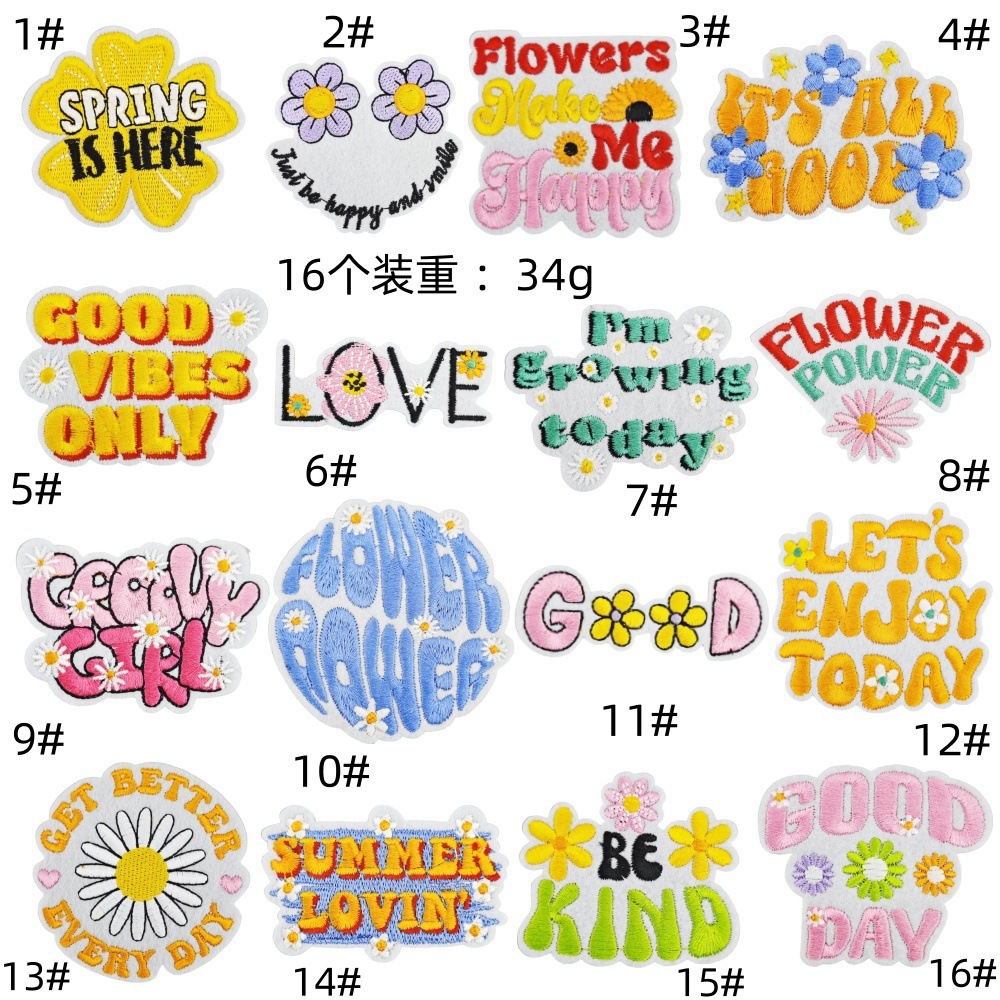 1#
SPRING
IS HERE
2#
Just be happy and smile
3#
Flowers
Make
Me
Happy
4#
IT'S ALL
GOOD
16个装重：34g
5#
GOOD
VIBES
ONLY
6#
LOVE
7#
I'm
growing
today
8#
FLOWER
POWER
9#
GROOVY
GIRL
10#
FLOWER
POWER
11#
GOOD
12#
LET'S
ENJOY
TODAY
13#
GET BETTER
EVERY DAY
14#
SUMMER
LOVIN'
15#
BE
KIND
16#
GOOD
DAY